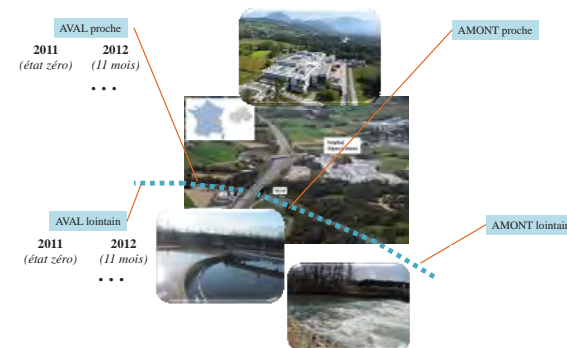 AVAL proche
AMONT proche
2011 2012
(état zéro) (11 mois)
• • •
AVAL lointain
AMONT lointain
2011 2012
(état zéro) (11 mois)
• • •